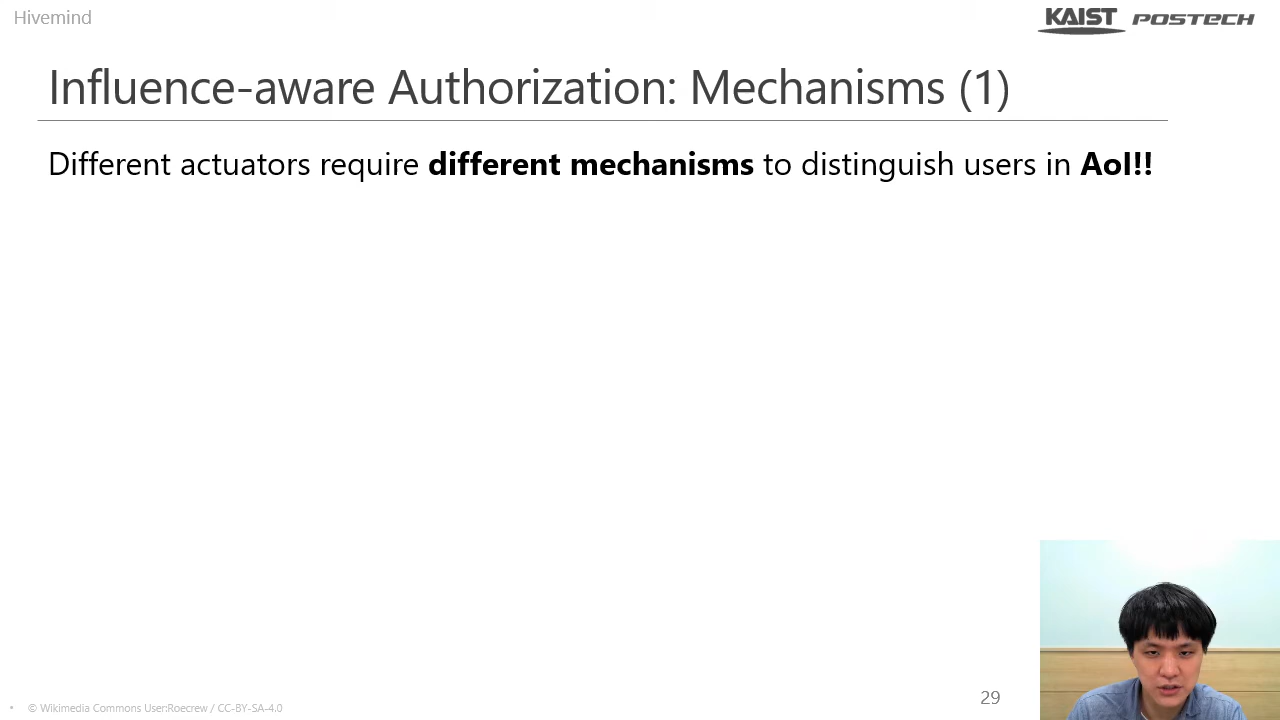 Hivemind
KAIST POSTECH
Influence-aware Authorization: Mechanisms (1)
Different actuators require different mechanisms to distinguish users in AoI!!
29
• © Wikimedia Commons User:Roecrew / CC-BY-SA-4.0